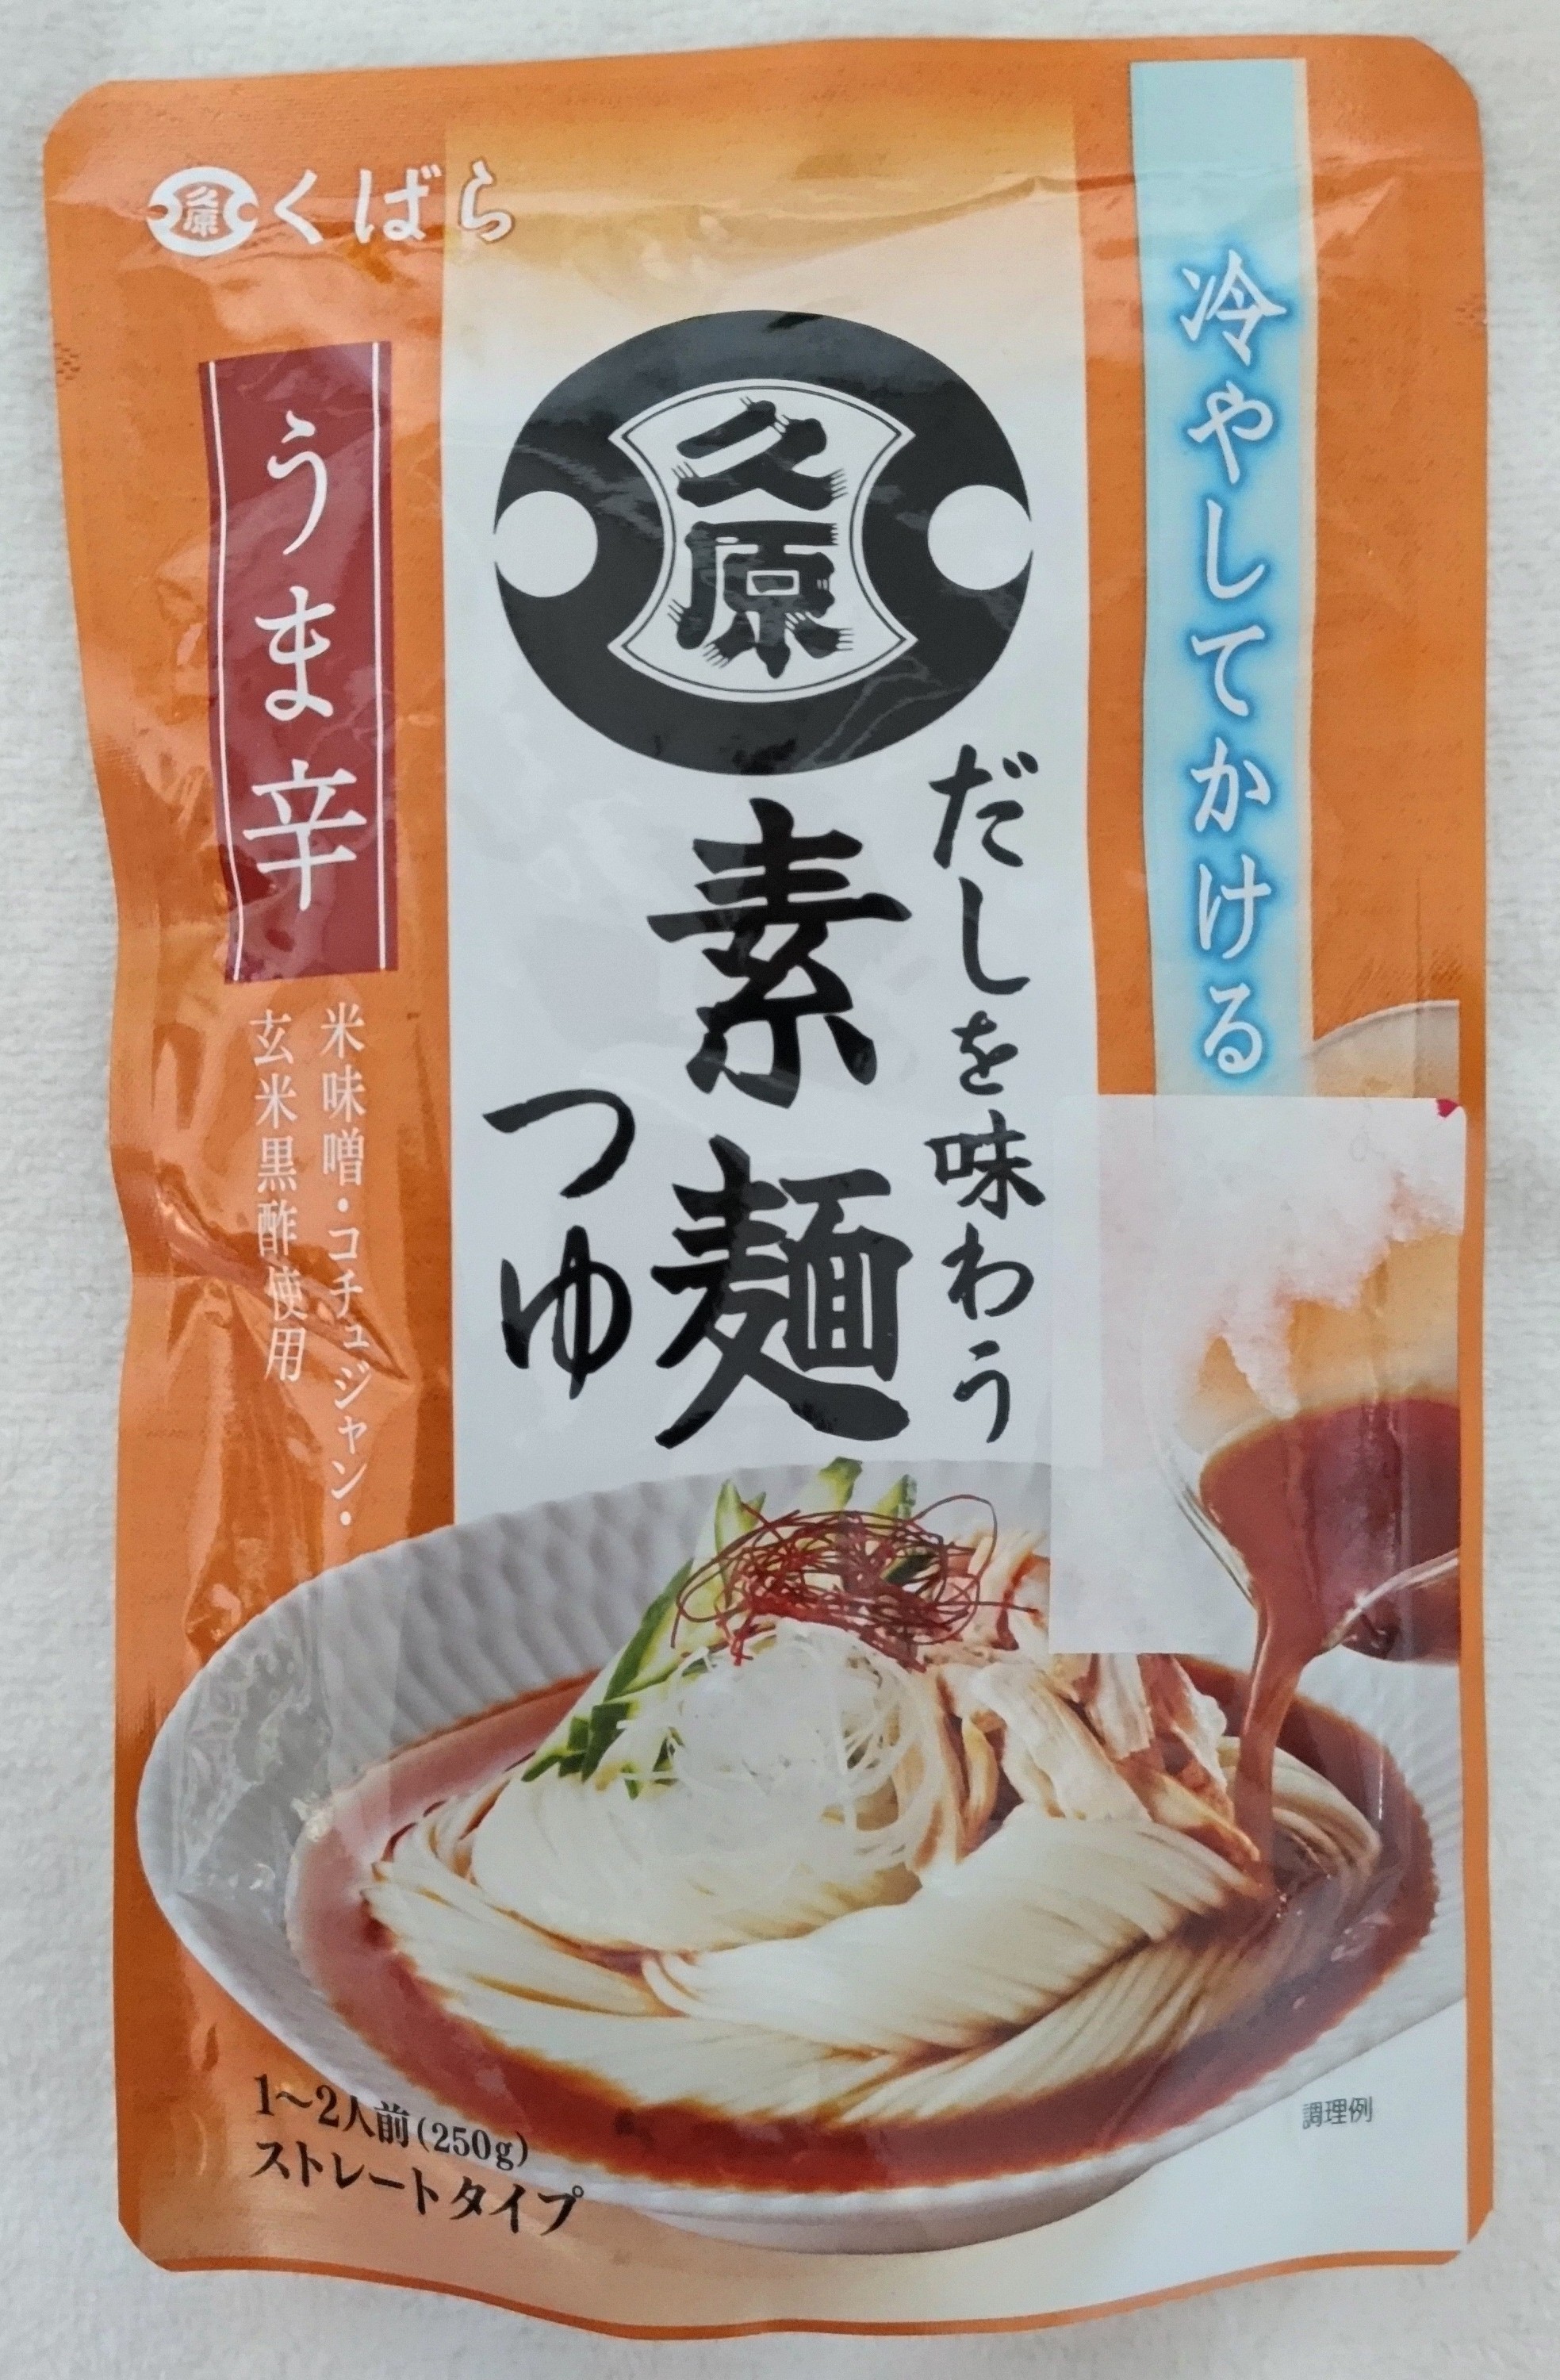 久原
くばら
冷やしてかける
久原
だしを味わう
素麺
つゆ
うま辛
米味噌・コチュジャン・
玄米黒酢使用
1〜2人前(250g)
ストレートタイプ
調理例